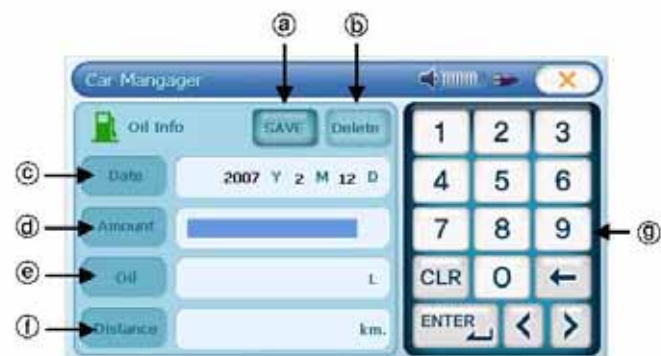 ⓐ ⓑ
Car Mangager
Oil Info SAVE Delete
ⓒ Date 2007 Y 2 M 12 D
ⓓ Amount
ⓔ Oil L
ⓕ Distance km.
1 2 3
4 5 6
7 8 9 ⓖ
CLR 0 ←
ENTER < >